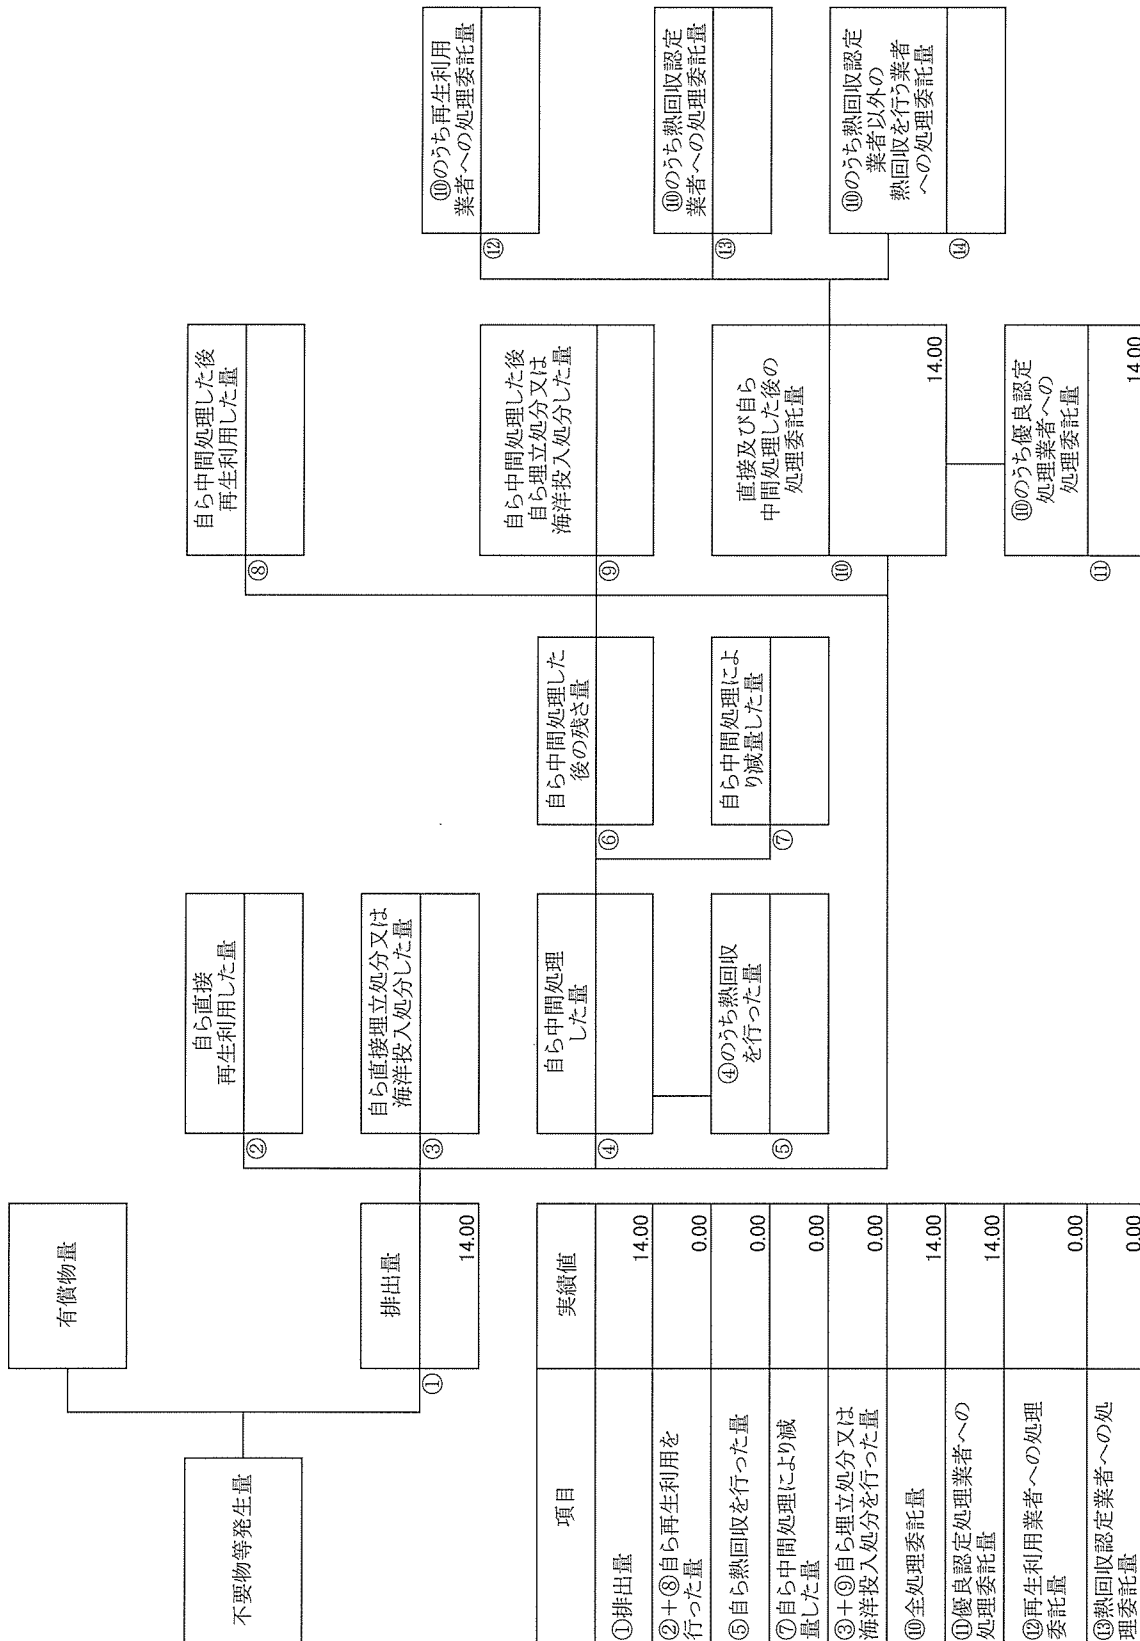 不要物等発生量
有償物量
①
排出量
14.00
②
自ら直接
再生利用した量
③
自ら直接埋立処分又は
海洋投入処分した量
④
自ら中間処理
した量
⑤
④のうち熱回収
を行った量
⑥
自ら中間処理した
後の残さ量
⑦
自ら中間処理によ
り減量した量
⑧
自ら中間処理した後
再生利用した量
⑨
自ら中間処理した後
自ら埋立処分又は
海洋投入処分した量
⑩
直接及び自ら
中間処理した後の
処理委託量
14.00
⑪
⑩のうち優良認定
処理業者への
処理委託量
14.00
⑫
⑩のうち再生利用
業者への処理委託量
⑬
⑩のうち熱回収認定
業者への処理委託量
⑭
⑩のうち熱回収認定
業者以外の
熱回収を行う業者
への処理委託量
項目 実績値
①排出量 14.00
②+⑧自ら再生利用を
行った量 0.00
⑤自ら熱回収を行った量 0.00
⑦自ら中間処理により減
量した量 0.00
③+⑨自ら埋立処分又は
海洋投入処分を行った量 0.00
⑩全処理委託量 14.00
⑪優良認定処理業者への
処理委託量 14.00
⑫再生利用業者への処理
委託量 0.00
⑬熱回収認定業者への処
理委託量 0.00